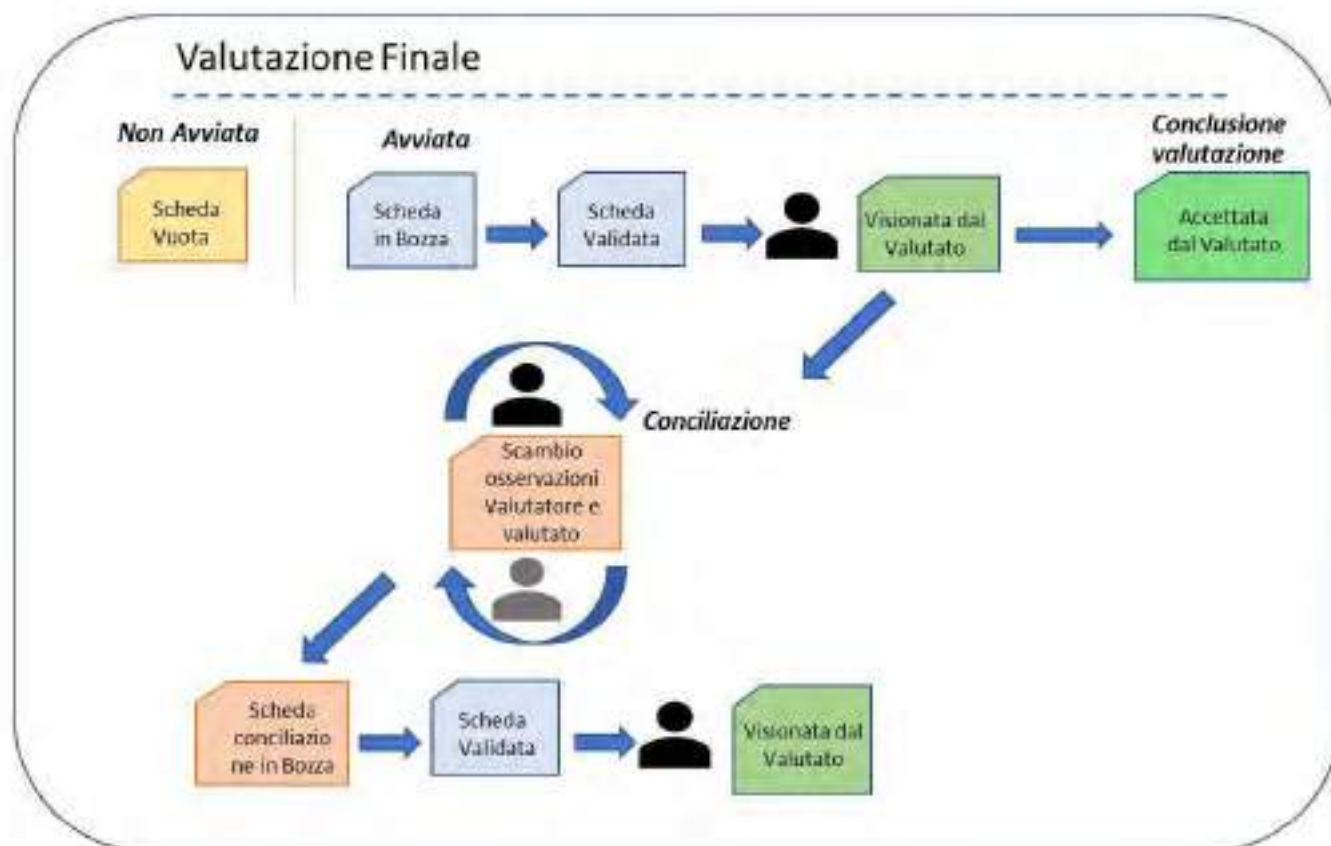 Valutazione Finale
Non Avviata
Avviata
Conclusione
valutazione
Scheda
Vuota
Scheda
in Bozza
Scheda
Validata
Visionata dal
Valutato
Accettata
dal Valutato
Conciliazione
Scambio
osservazioni
Valutatore e
valutato
Scheda
conciliazio
ne in Bozza
Scheda
Validata
Visionata dal
Valutato